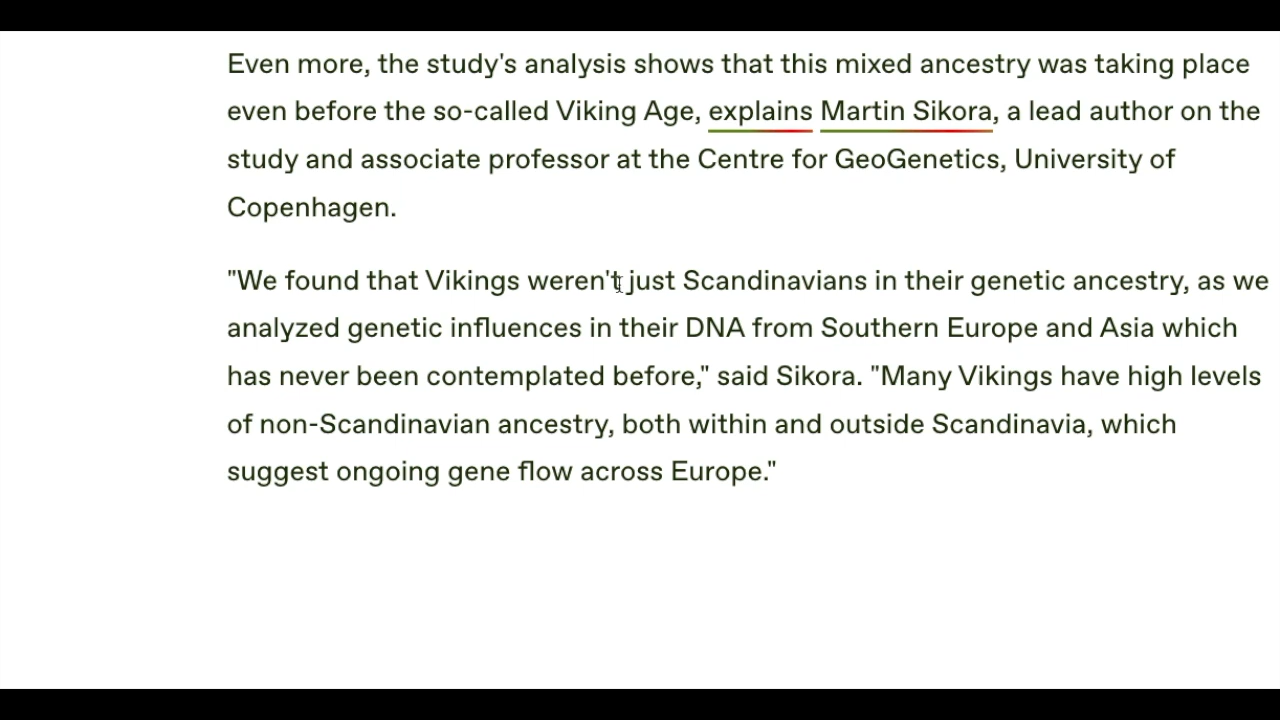 Even more, the study's analysis shows that this mixed ancestry was taking place
even before the so-called Viking Age, explains Martin Sikora, a lead author on the
study and associate professor at the Centre for GeoGenetics, University of
Copenhagen.
"We found that Vikings weren't just Scandinavians in their genetic ancestry, as we
analyzed genetic influences in their DNA from Southern Europe and Asia which
has never been contemplated before," said Sikora. "Many Vikings have high levels
of non-Scandinavian ancestry, both within and outside Scandinavia, which
suggest ongoing gene flow across Europe."